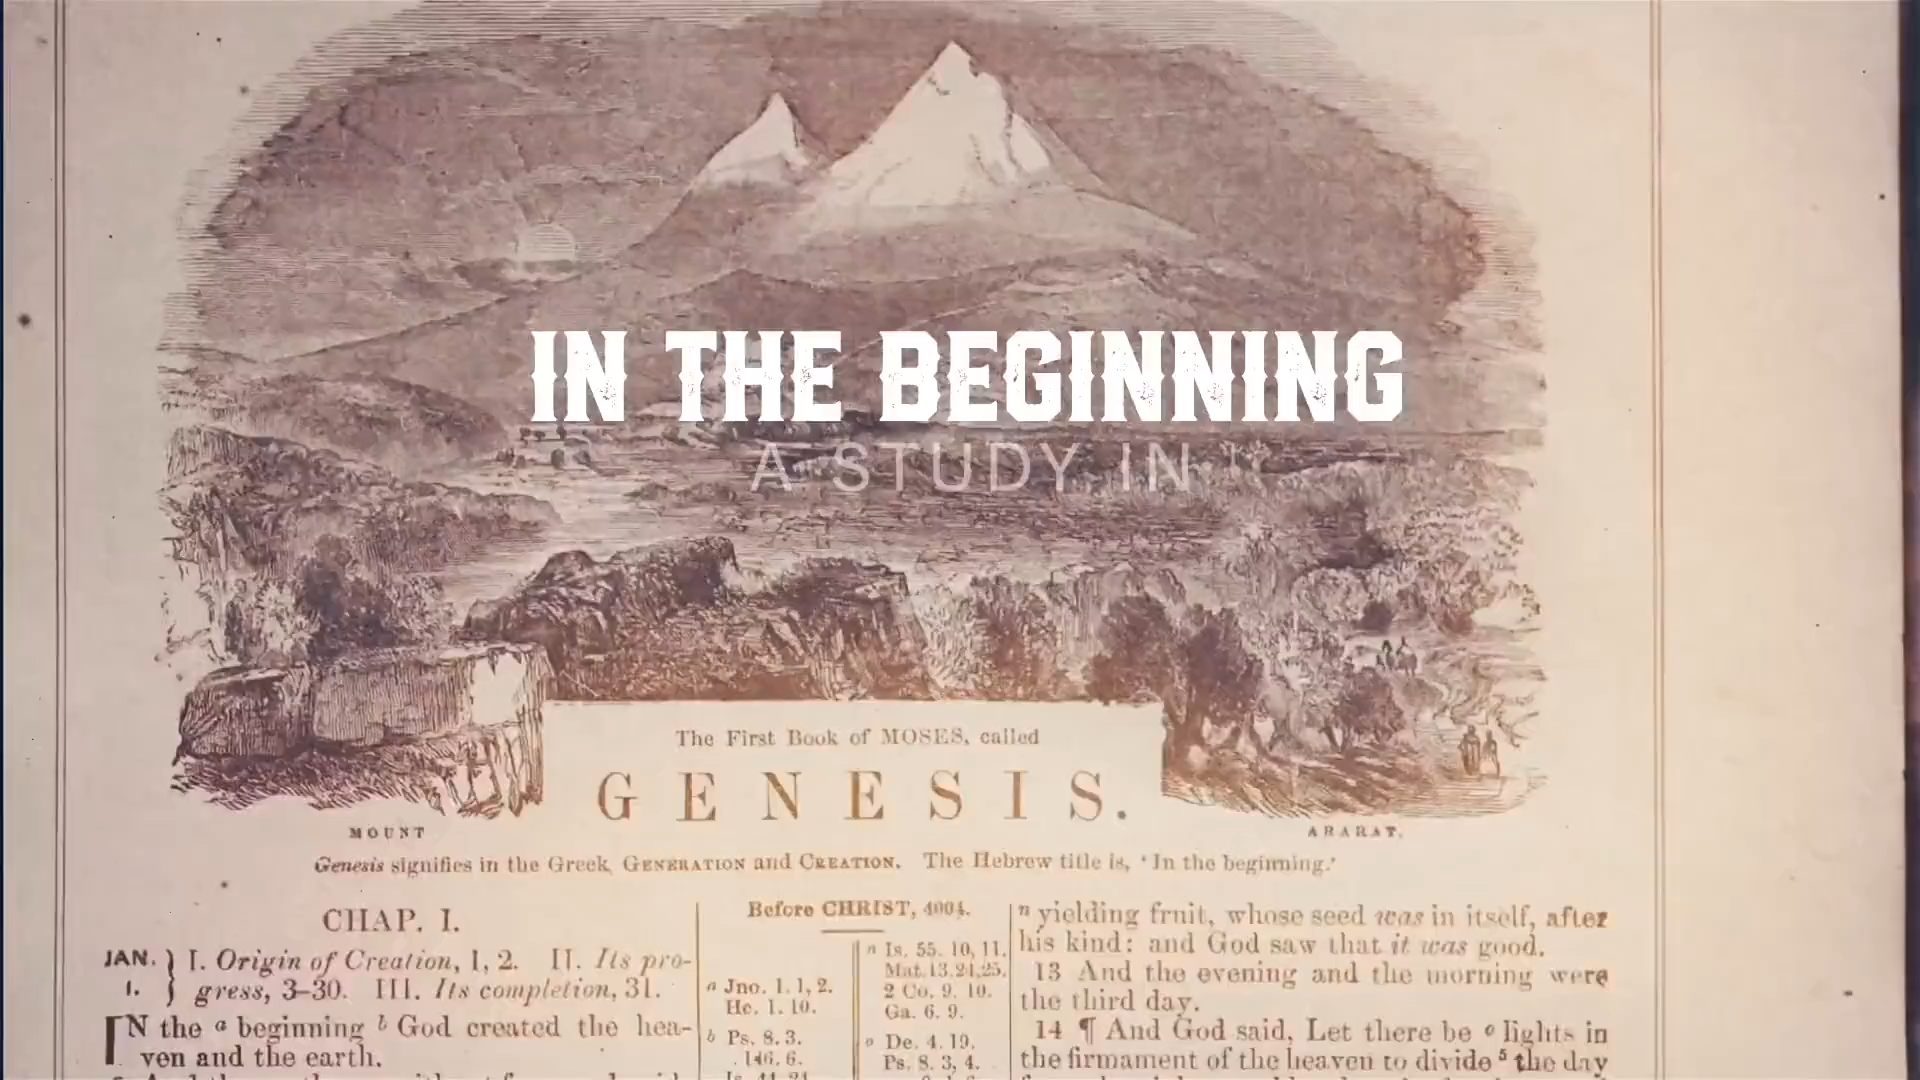 IN THE BEGINNING
A STUDY IN
The First Book of MOSES, called
GENESIS.
MOUNT
ARARAT.
Genesis signifies in the Greek, GENERATION and CREATION. The Hebrew title is, ‘In the beginning.’
CHAP. I.
JAN. } I. Origin of Creation, 1, 2. II. Its pro-
1. } gress, 3–30. III. Its completion, 31.
IN the a beginning b God created the hea-
ven and the earth.
Before CHRIST, 4004.
a Jno. 1. 1, 2.
He. 1. 10.
b Ps. 8. 3.
146. 6.
n Is. 55. 10, 11.
Mat. 13. 24, 25.
2 Co. 9. 10.
Ga. 6. 9.
o De. 4. 19.
Ps. 8. 3, 4.
n yielding fruit, whose seed was in itself, after
his kind: and God saw that it was good.
13 And the evening and the morning were
the third day.
14 ¶ And God said, Let there be o lights in
the firmament of the heaven to divide 5 the day